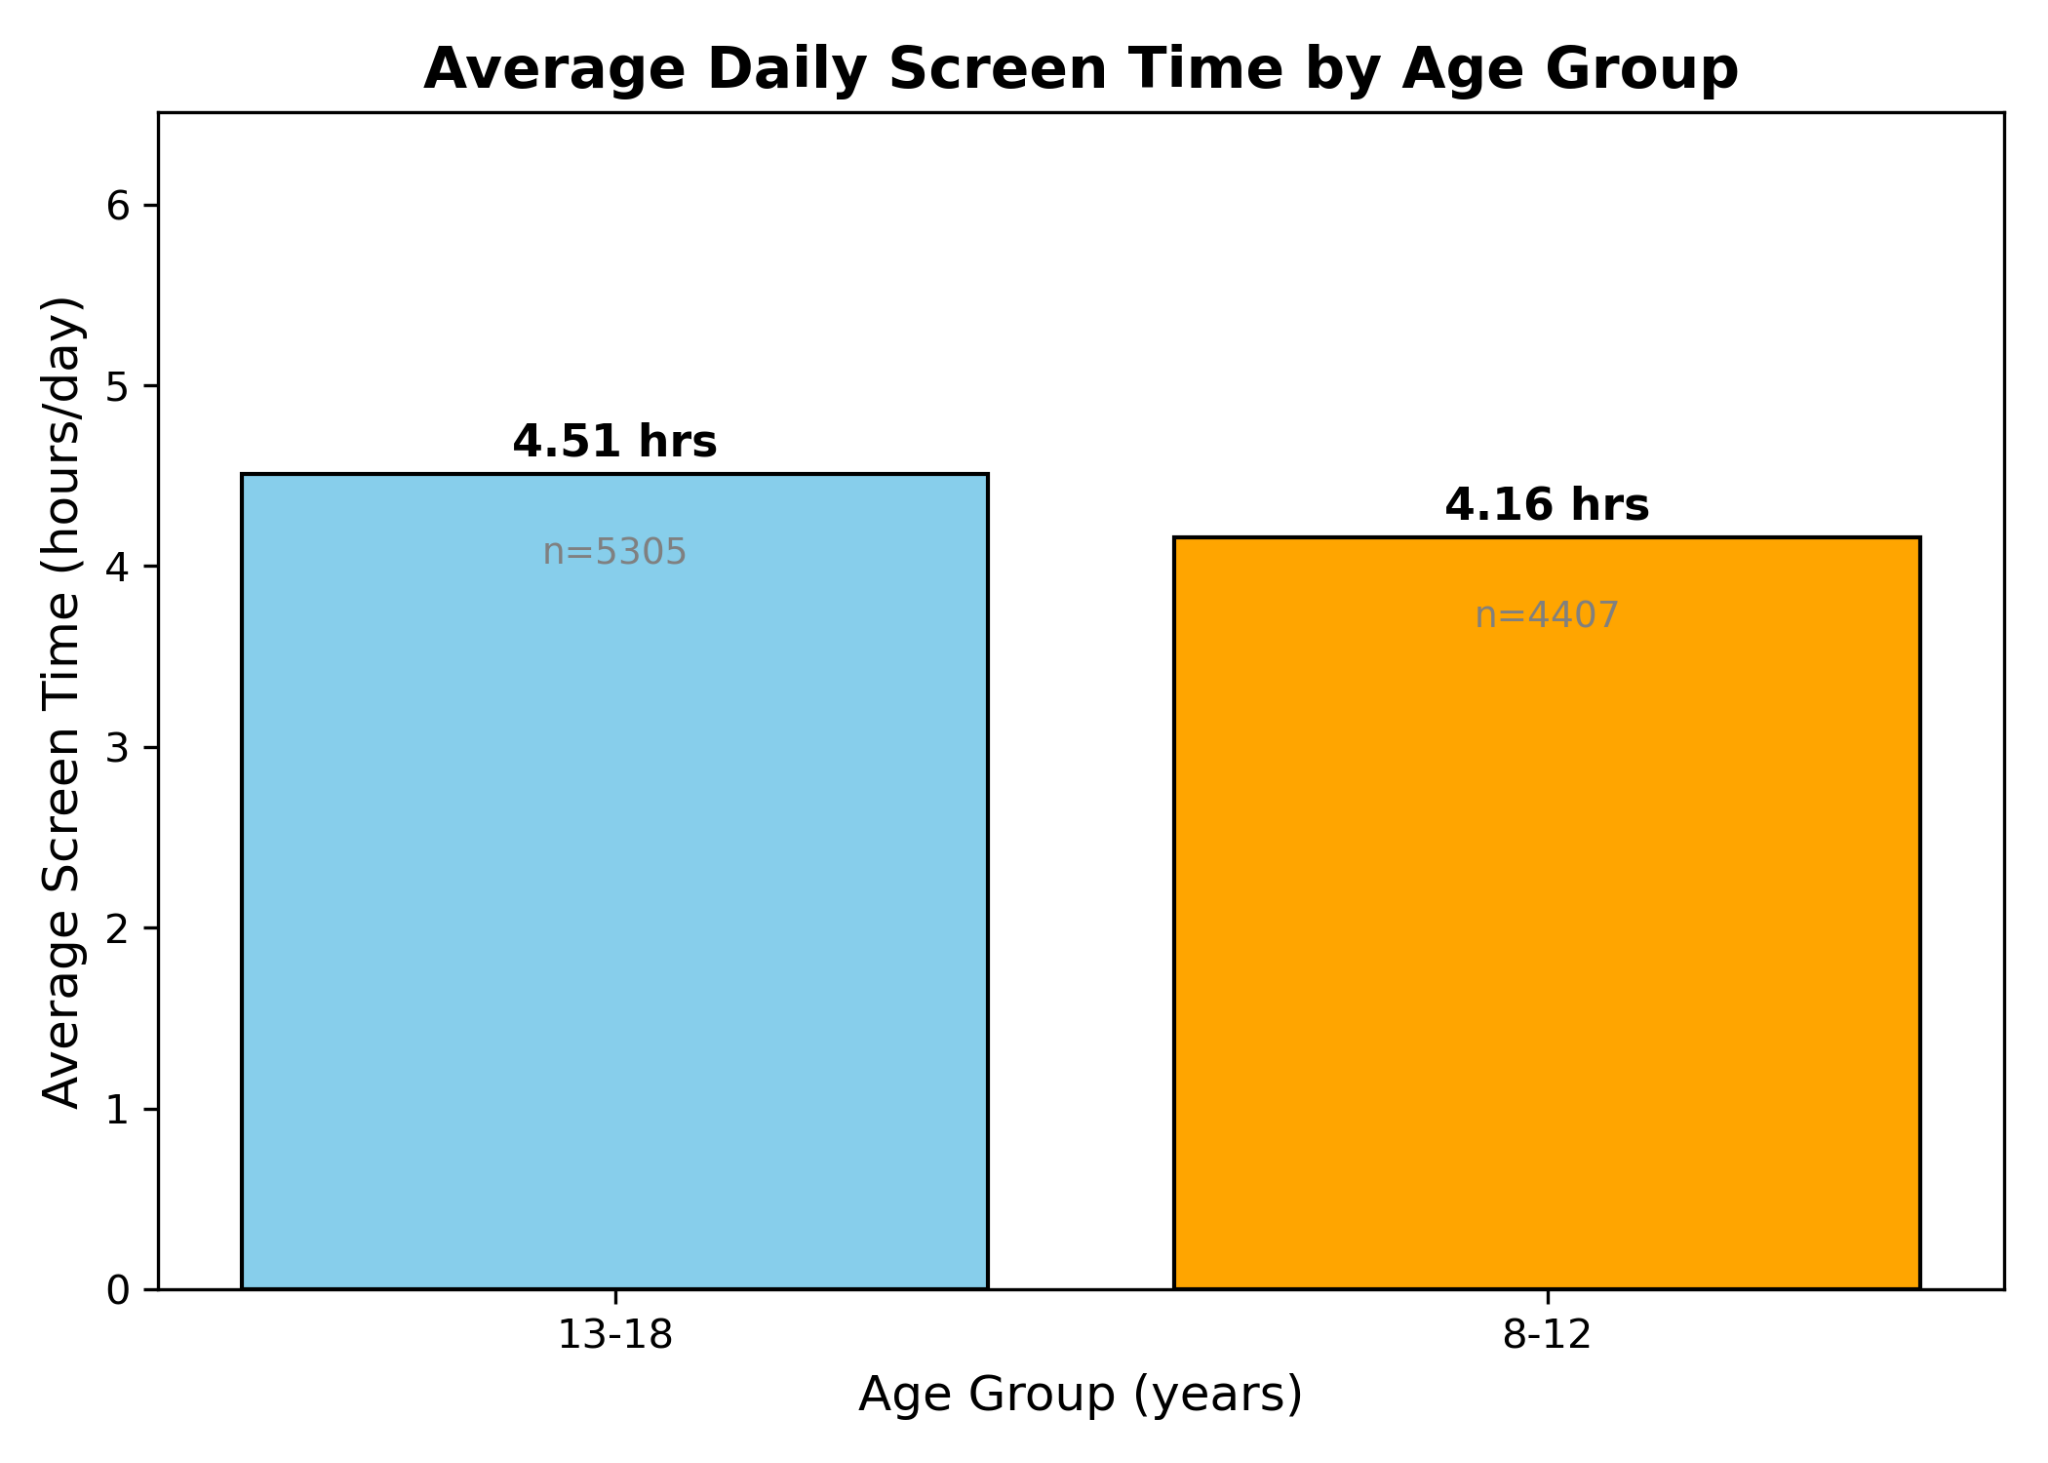 Average Daily Screen Time by Age Group
Average Screen Time (hours/day)
6
5
4
3
2
1
0
4.51 hrs
n=5305
4.16 hrs
n=4407
13-18
8-12
Age Group (years)